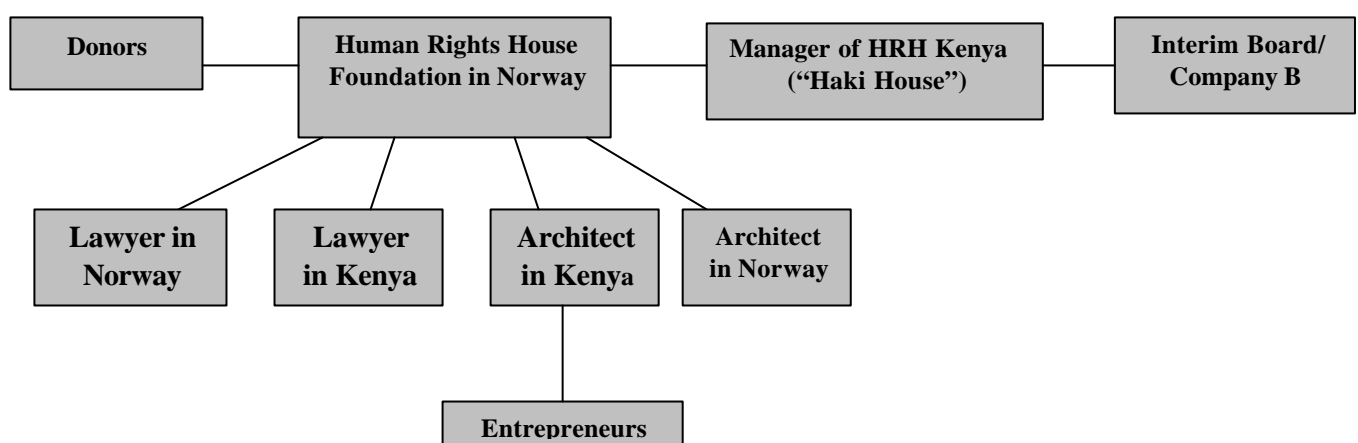 Donors
Human Rights House
Foundation in Norway
Manager of HRH Kenya
(“Haki House”)
Interim Board/
Company B
Lawyer in
Norway
Lawyer
in Kenya
Architect
in Kenya
Architect
in Norway
Entrepreneurs